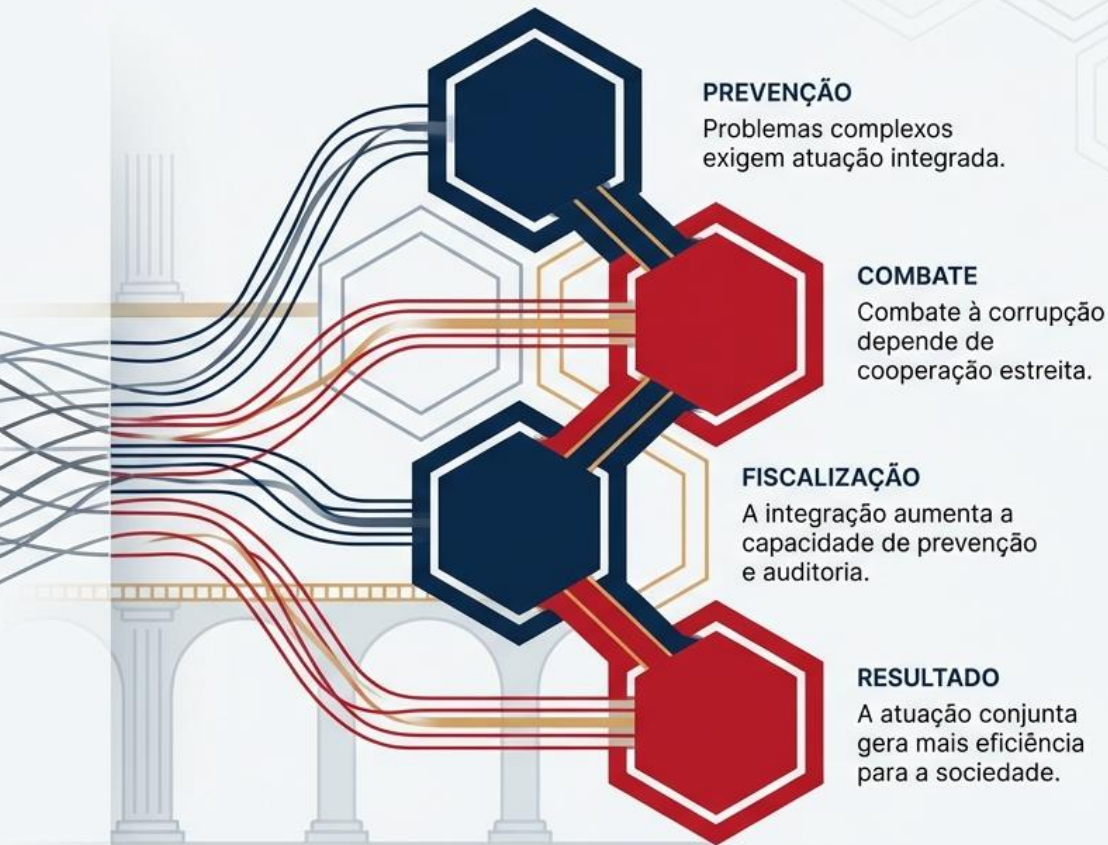 PREVENÇÃO
Problemas complexos
exigem atuação integrada.
COMBATE
Combate à corrupção
depende de
cooperação estreita.
FISCALIZAÇÃO
A integração aumenta a
capacidade de prevenção
e auditoria.
RESULTADO
A atuação conjunta
gera mais eficiência
para a sociedade.